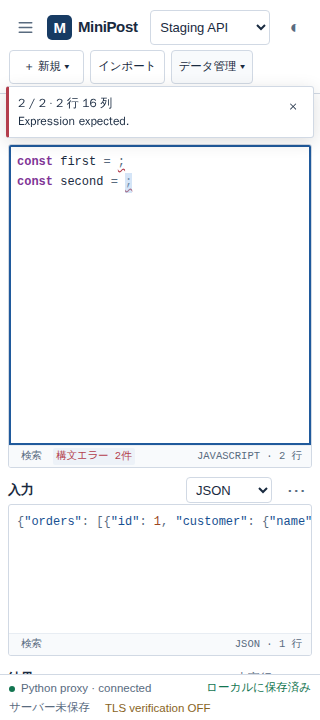 M MiniPost Staging API
+ 新規 ▾ インポート データ管理 ▾
2 / 2 · 2 行 16 列 ×
Expression expected.
const first = ;
const second = ;
検索 構文エラー 2件 JAVASCRIPT · 2 行
入力 JSON ···
{"orders": [{"id": 1, "customer": {"name"
検索 JSON · 1 行
Python proxy · connected ローカルに保存済み
サーバー未保存 TLS verification OFF